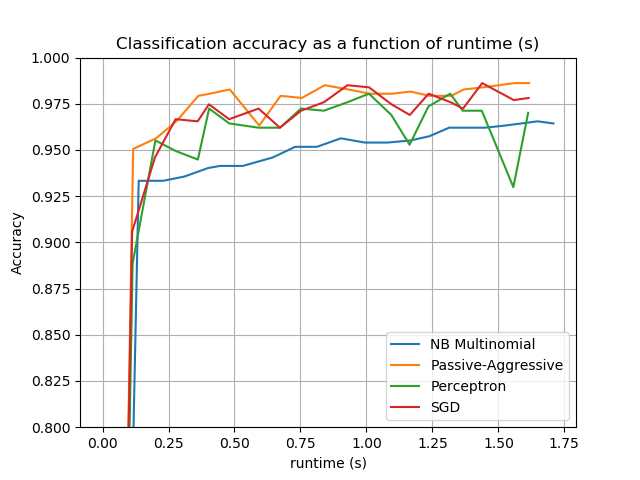 Classification accuracy as a function of runtime (s)
1.000
0.975
0.950
0.925
0.900
0.875
0.850
0.825
0.800
Accuracy
NB Multinomial
Passive-Aggressive
Perceptron
SGD
0.00 0.25 0.50 0.75 1.00 1.25 1.50 1.75
runtime (s)